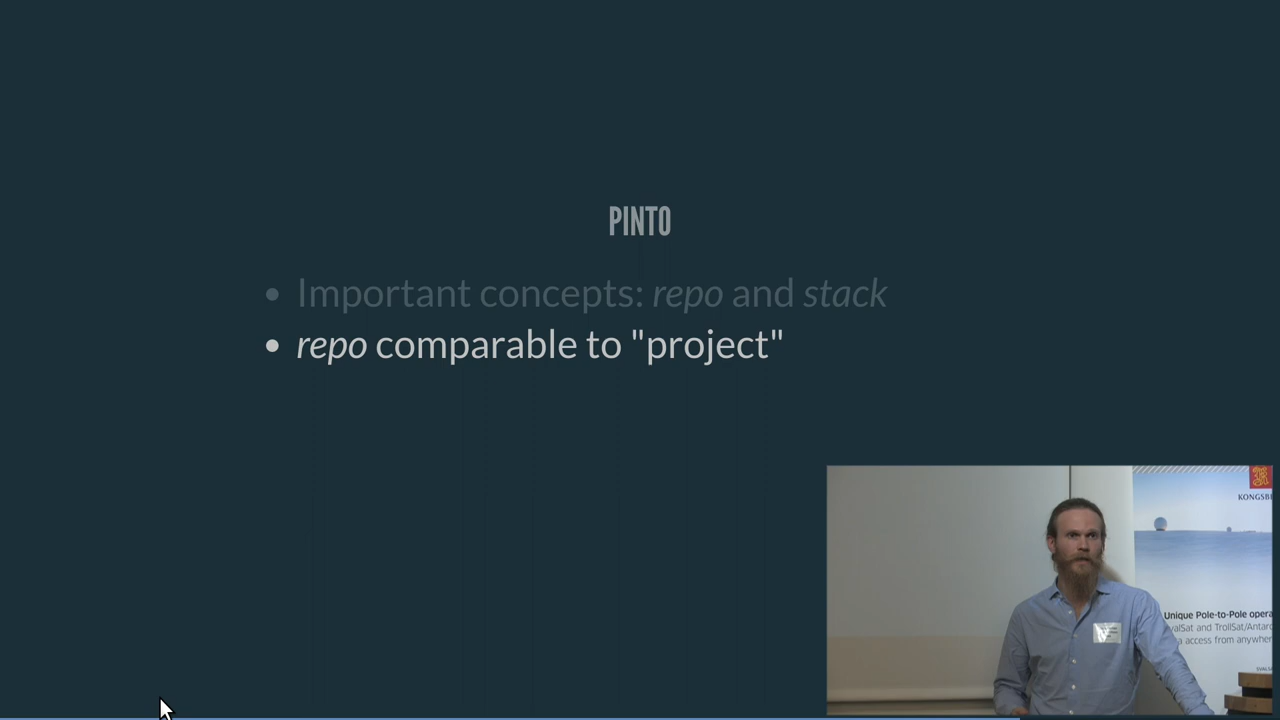 PINTO
• Important concepts: repo and stack
• repo comparable to "project"
KONGSB
Unique Pole-to-Pole opera
valSat and TrollSat/Antarc
a access from anywher